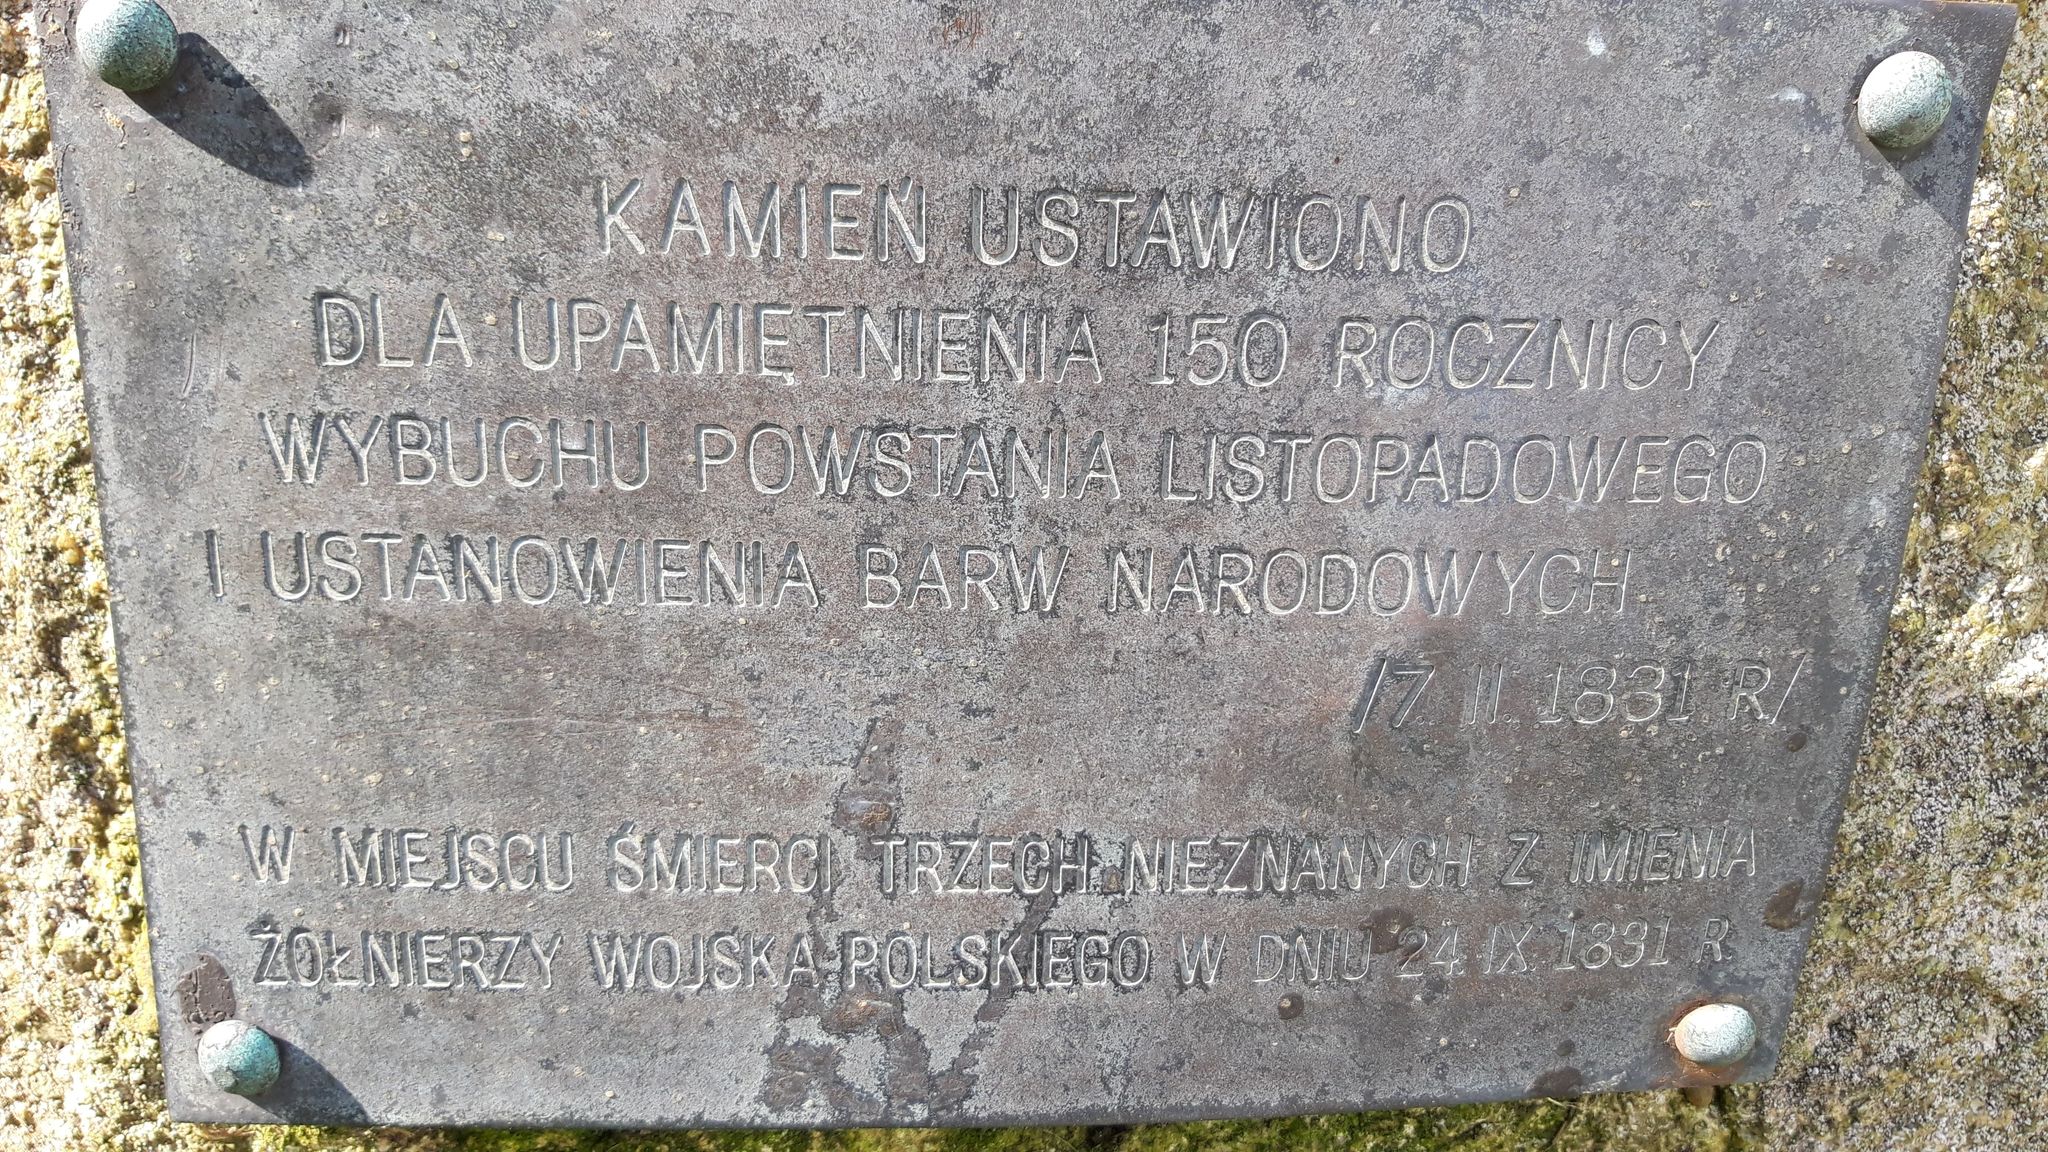 KAMIEŃ USTAWIONO
DLA UPAMIĘTNIENIA 150 ROCZNICY
WYBUCHU POWSTANIA LISTOPADOWEGO
I USTANOWIENIA BARW NARODOWYCH
/7. II. 1831 R/
W MIEJSCU ŚMIERCI TRZECH NIEZNANYCH Z IMIENIA
ŻOŁNIERZY WOJSKA POLSKIEGO W DNIU 24. IX. 1831 R.